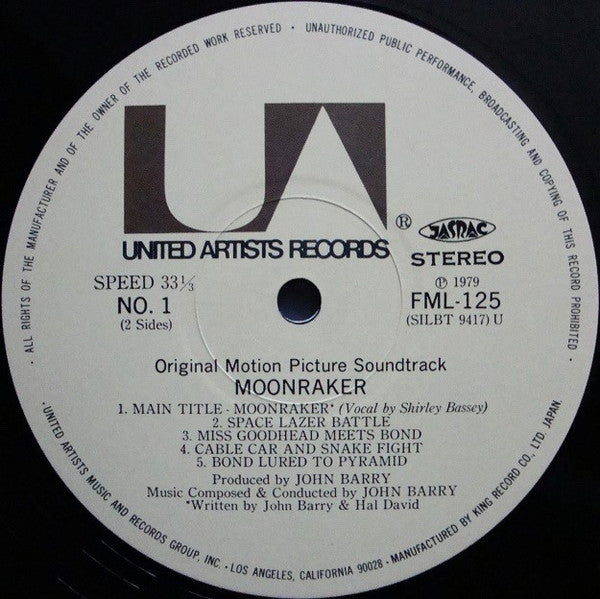 · ALL RIGHTS OF THE MANUFACTURER AND OF THE OWNER OF THE RECORDED WORK RESERVED · UNAUTHORIZED PUBLIC PERFORMANCE, BROADCASTING AND COPYING OF THIS RECORD PROHIBITED ·
UA
®
JASRAC
UNITED ARTISTS RECORDS
STEREO
SPEED 33 1/3
℗ 1979
NO. 1
FML-125
(2 Sides)
(SILBT 9417) U
Original Motion Picture Soundtrack
MOONRAKER
1. MAIN TITLE - MOONRAKER* (Vocal by Shirley Bassey)
2. SPACE LAZER BATTLE
3. MISS GOODHEAD MEETS BOND
4. CABLE CAR AND SNAKE FIGHT
5. BOND LURED TO PYRAMID
Produced by JOHN BARRY
Music Composed & Conducted by JOHN BARRY
*Written by John Barry & Hal David
· UNITED ARTISTS MUSIC AND RECORDS GROUP, INC. · LOS ANGELES, CALIFORNIA 90028 · MANUFACTURED BY KING RECORD CO., LTD. JAPAN.